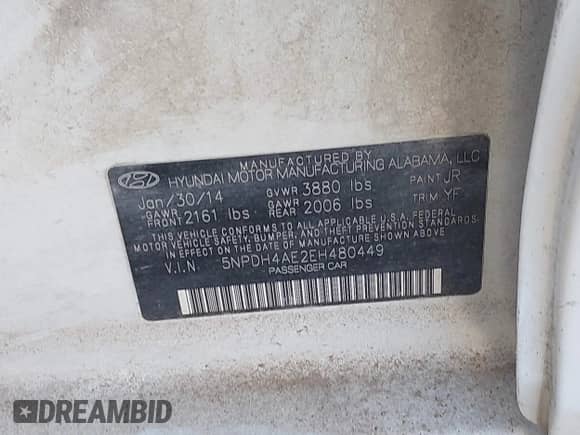 MANUFACTURED BY
HYUNDAI MOTOR MANUFACTURING ALABAMA, LLC
Jan/30/14 GVWR 3880 lbs PAINT JR
GAWR FRONT 2161 lbs GAWR REAR 2006 lbs TRIM YF
THIS VEHICLE CONFORMS TO ALL APPLICABLE U.S.A. FEDERAL
MOTOR VEHICLE SAFETY, BUMPER, AND THEFT PREVENTION STANDARDS
IN EFFECT ON THE DATE OF MANUFACTURE SHOWN ABOVE.
V.I.N. 5NPDH4AE2EH480449
PASSENGER CAR
DREAMBID